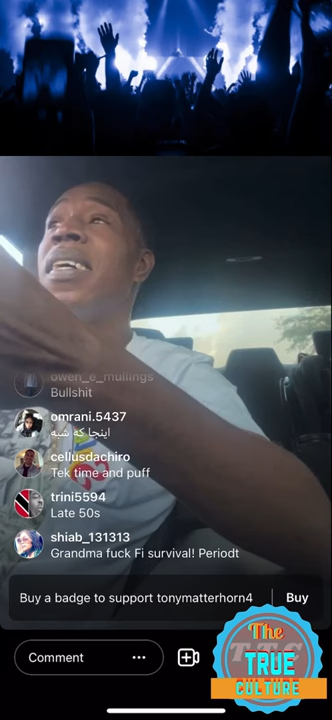 owen_e_mullings
Bullshit
omrani.5437
اینجا که شبه
cellusdachiro
Tek time and puff
trini5594
Late 50s
shiab_131313
Grandma fuck Fi survival! Periodt
Buy a badge to support tonymatterhorn4
Buy
Comment
The
T.T.C
TRUE
CULTURE